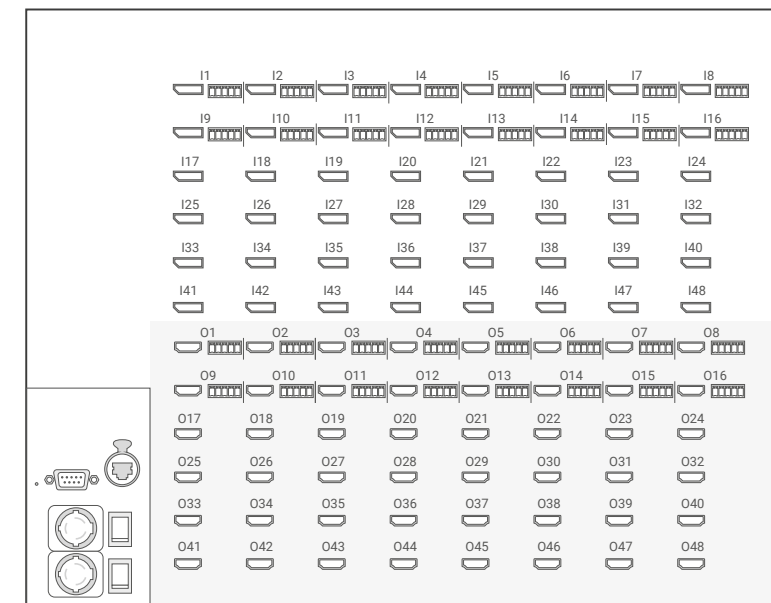 I1 I2 I3 I4 I5 I6 I7 I8
I9 I10 I11 I12 I13 I14 I15 I16
I17 I18 I19 I20 I21 I22 I23 I24
I25 I26 I27 I28 I29 I30 I31 I32
I33 I34 I35 I36 I37 I38 I39 I40
I41 I42 I43 I44 I45 I46 I47 I48
O1 O2 O3 O4 O5 O6 O7 O8
O9 O10 O11 O12 O13 O14 O15 O16
O17 O18 O19 O20 O21 O22 O23 O24
O25 O26 O27 O28 O29 O30 O31 O32
O33 O34 O35 O36 O37 O38 O39 O40
O41 O42 O43 O44 O45 O46 O47 O48